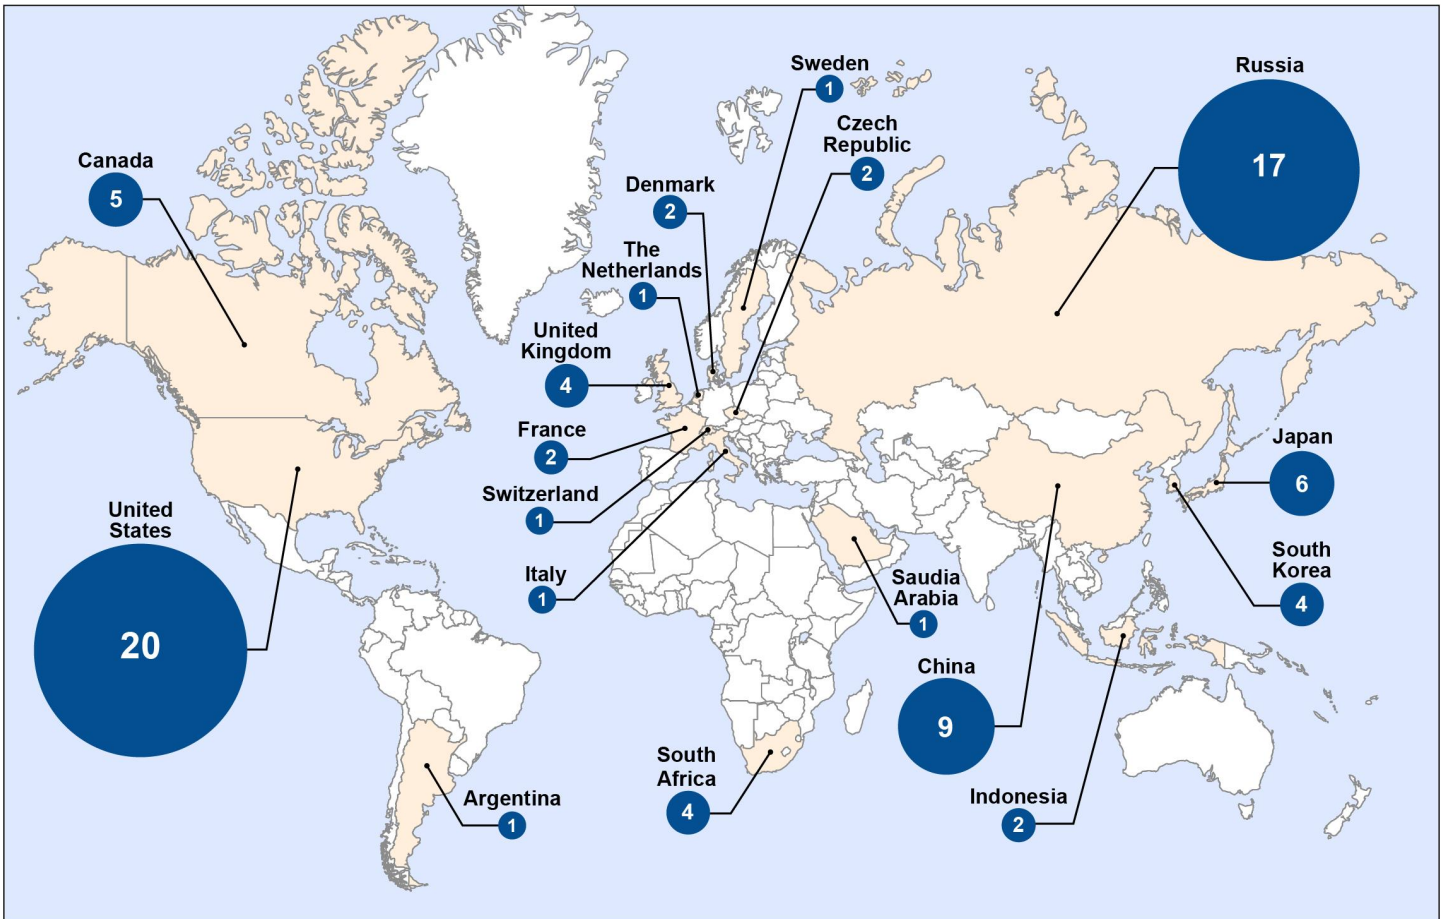 Sweden
1
Russia
17
Czech
Republic
2
Canada
5
Denmark
2
The
Netherlands
1
United
Kingdom
4
France
2
Japan
6
Switzerland
1
United
States
20
South
Korea
4
Italy
1
Saudia
Arabia
1
China
9
South
Africa
4
Argentina
1
Indonesia
2